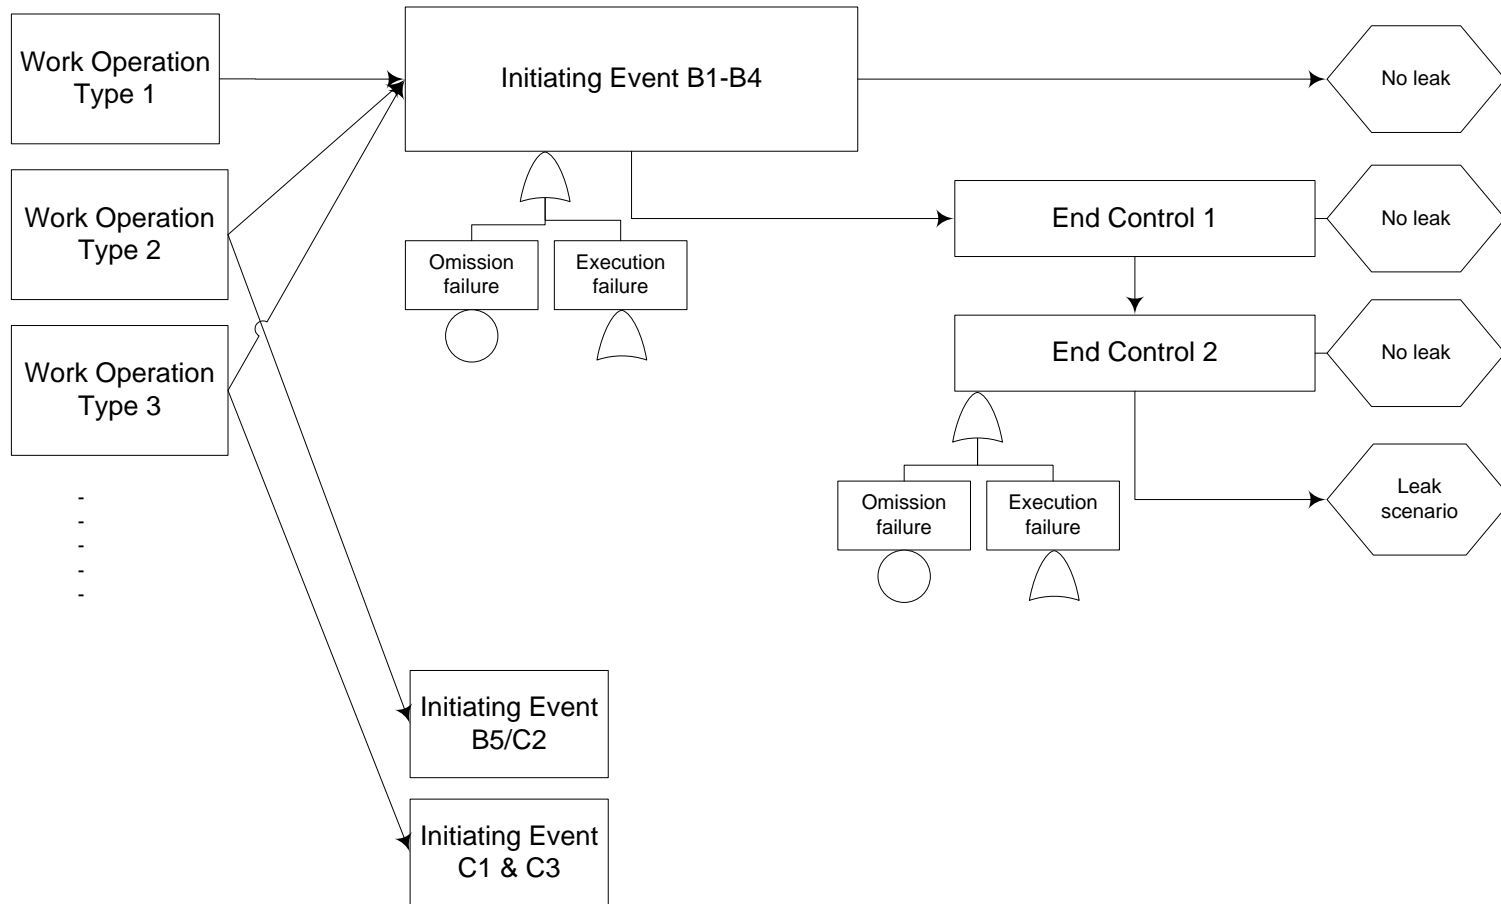 Work Operation
Type 1
Initiating Event B1-B4
No leak
Work Operation
Type 2
End Control 1
No leak
Omission
failure
Execution
failure
Work Operation
Type 3
End Control 2
No leak
Omission
failure
Execution
failure
Leak
scenario
-
-
-
-
-
Initiating Event
B5/C2
Initiating Event
C1 & C3